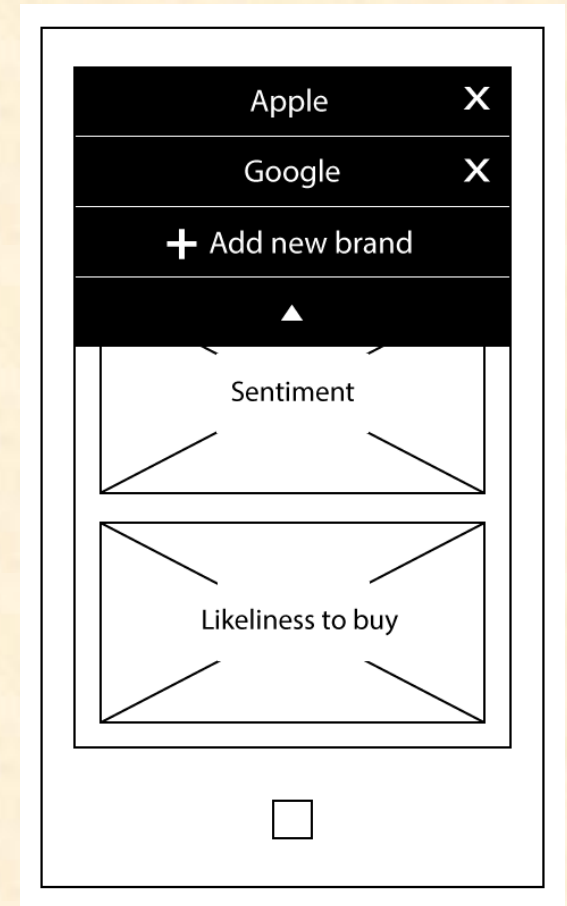 Apple X
Google X
+ Add new brand
Sentiment
Likeliness to buy